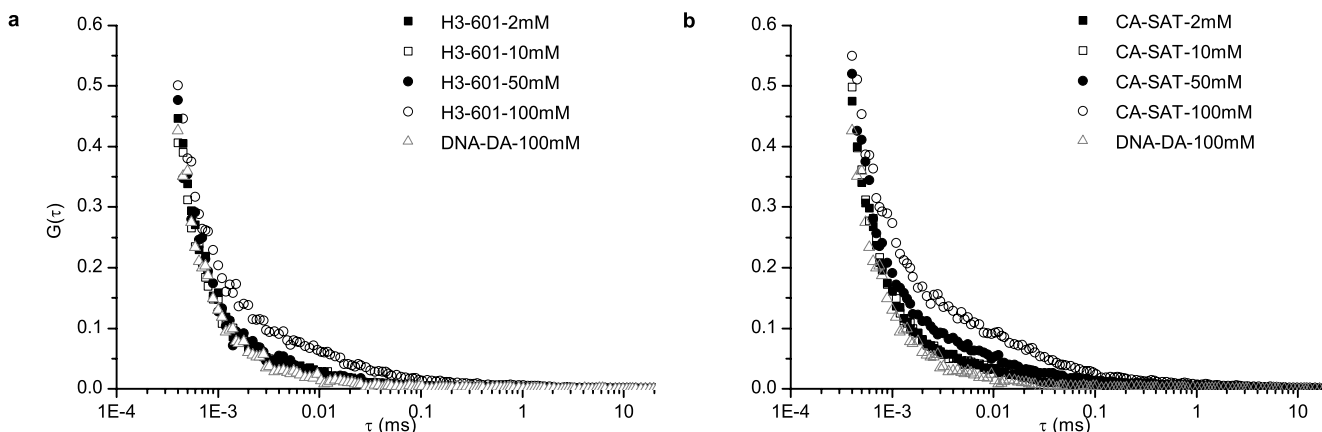 a
0.6
0.5
0.4
0.3
0.2
0.1
0.0
G(τ)
1E-4
1E-3
0.01
0.1
1
10
τ (ms)
H3-601-2mM
H3-601-10mM
H3-601-50mM
H3-601-100mM
DNA-DA-100mM
b
0.6
0.5
0.4
0.3
0.2
0.1
0.0
1E-4
1E-3
0.01
0.1
1
10
τ (ms)
CA-SAT-2mM
CA-SAT-10mM
CA-SAT-50mM
CA-SAT-100mM
DNA-DA-100mM